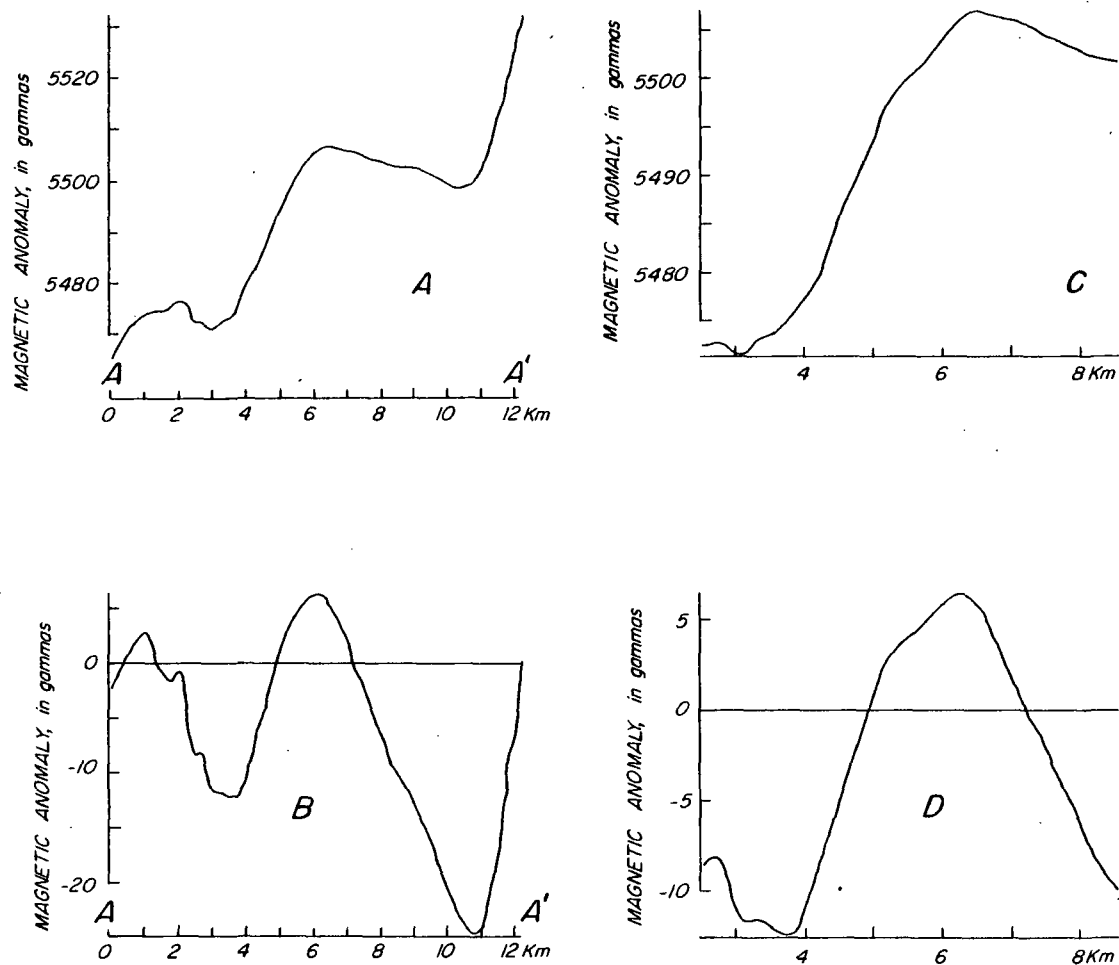 MAGNETIC ANOMALY, in gammas
5520
5500
5480
A
A
A'
0 2 4 6 8 10 12 Km
MAGNETIC ANOMALY, in gammas
5500
5490
5480
C
4 6 8 Km
MAGNETIC ANOMALY, in gammas
0
-10
-20
B
A
A'
0 2 4 6 8 10 12 Km
MAGNETIC ANOMALY, in gammas
5
0
-5
-10
D
4 6 8 Km